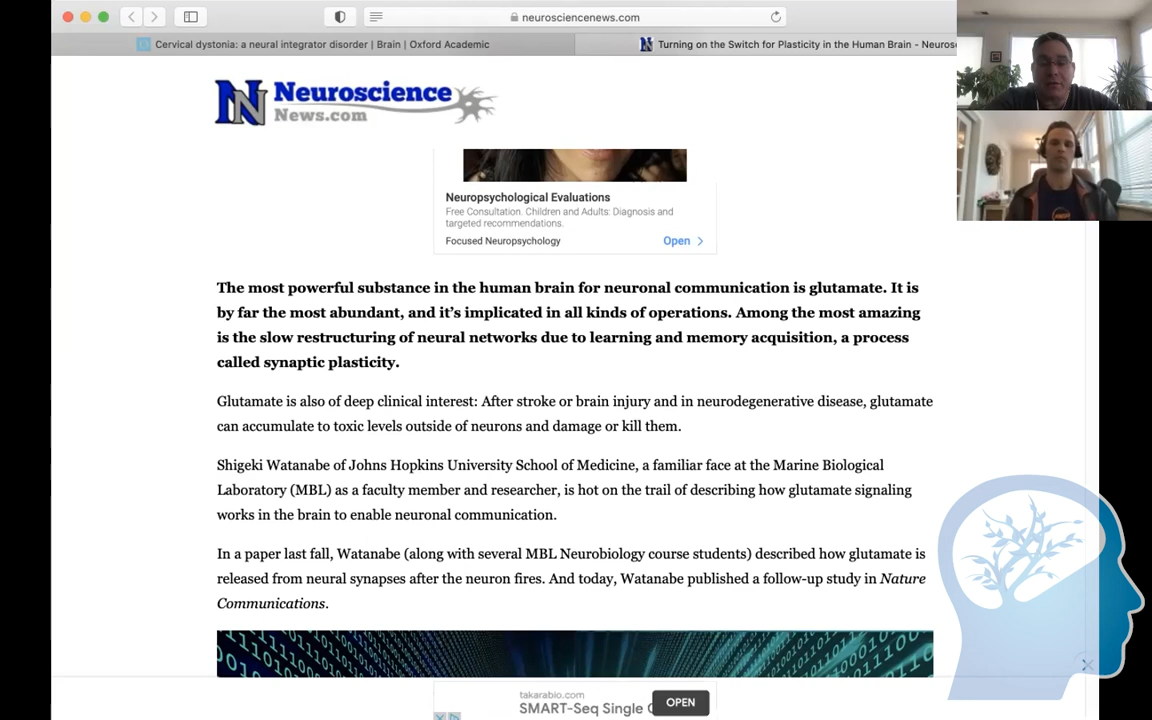 neurosciencenews.com
Cervical dystonia: a neural integrator disorder | Brain | Oxford Academic
Turning on the Switch for Plasticity in the Human Brain - Neuros
Neuroscience
News.com
Neuropsychological Evaluations
Free Consultation. Children and Adults: Diagnosis and
targeted recommendations.
Focused Neuropsychology
Open
The most powerful substance in the human brain for neuronal communication is glutamate. It is
by far the most abundant, and it’s implicated in all kinds of operations. Among the most amazing
is the slow restructuring of neural networks due to learning and memory acquisition, a process
called synaptic plasticity.
Glutamate is also of deep clinical interest: After stroke or brain injury and in neurodegenerative disease, glutamate
can accumulate to toxic levels outside of neurons and damage or kill them.
Shigeki Watanabe of Johns Hopkins University School of Medicine, a familiar face at the Marine Biological
Laboratory (MBL) as a faculty member and researcher, is hot on the trail of describing how glutamate signaling
works in the brain to enable neuronal communication.
In a paper last fall, Watanabe (along with several MBL Neurobiology course students) described how glutamate is
released from neural synapses after the neuron fires. And today, Watanabe published a follow-up study in Nature
Communications.
takarabio.com
SMART-Seq Single
OPEN